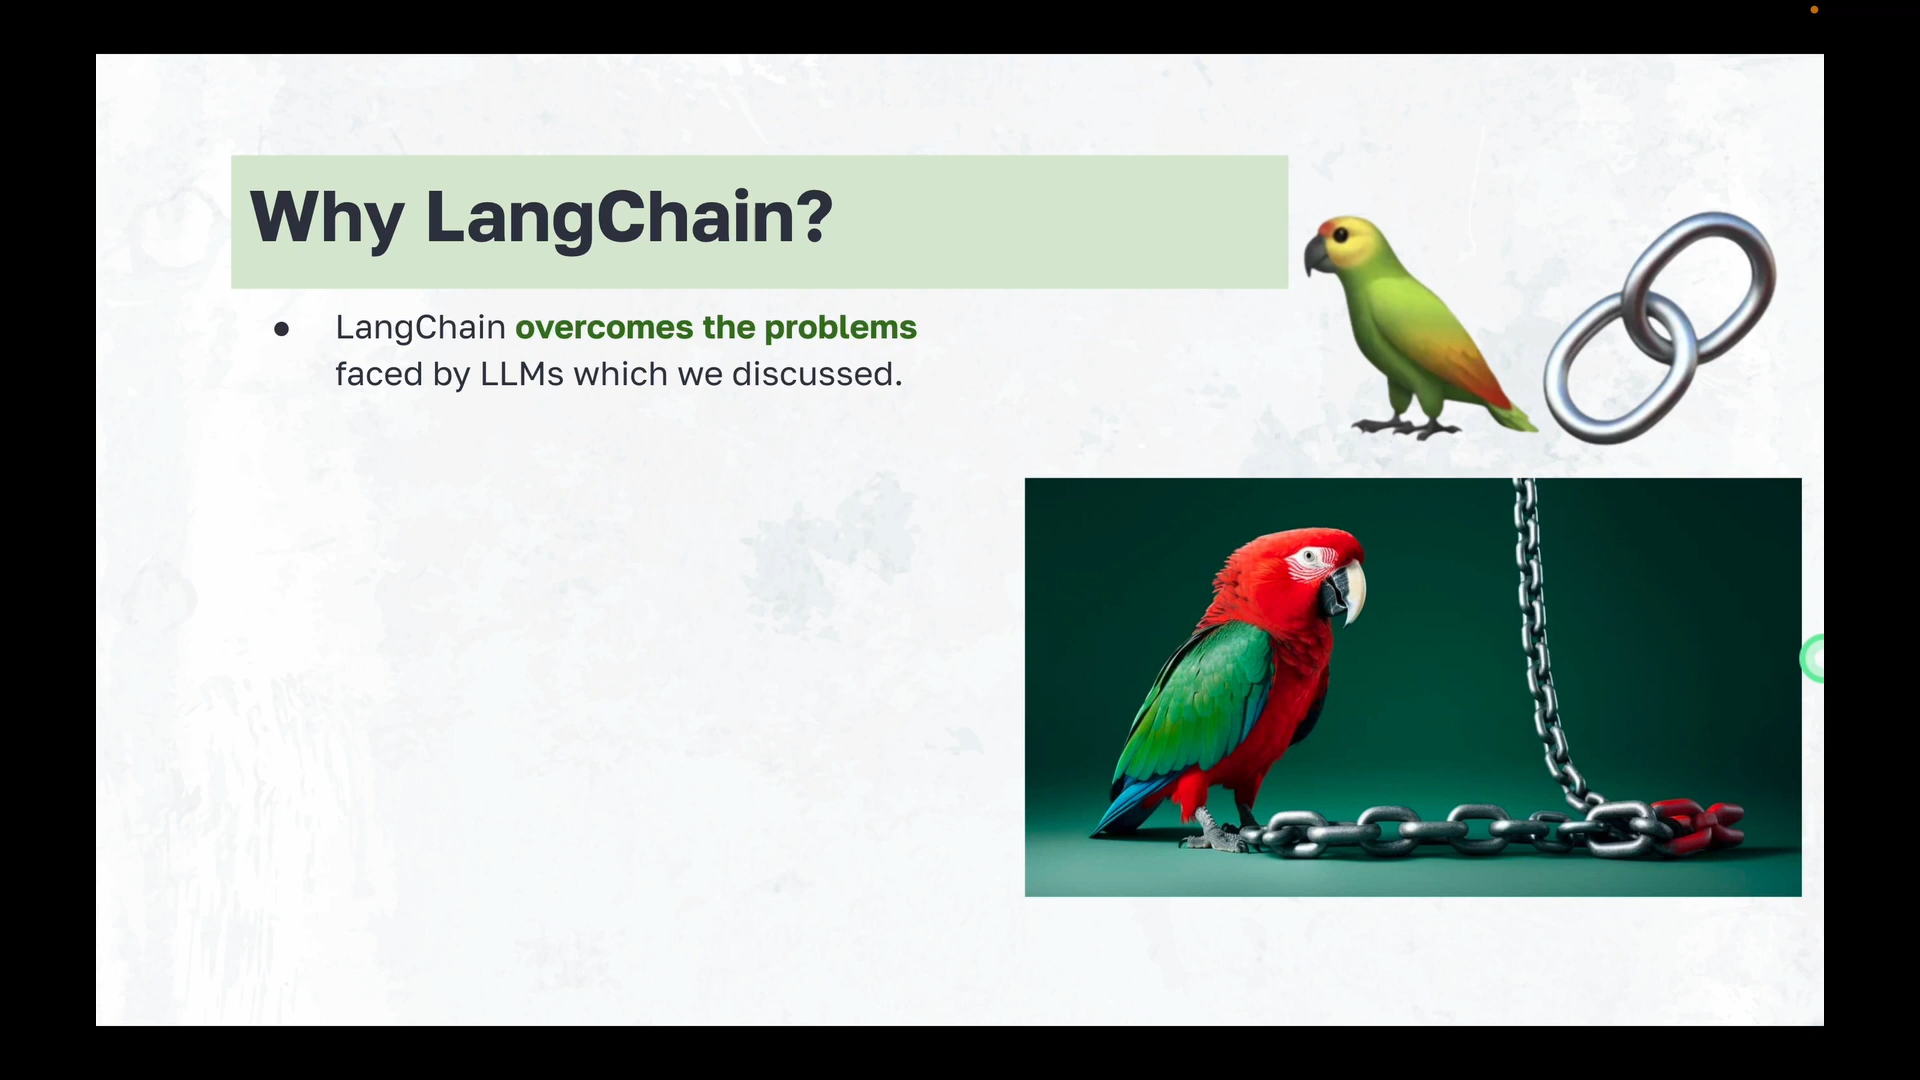 Why LangChain?
● LangChain overcomes the problems
faced by LLMs which we discussed.